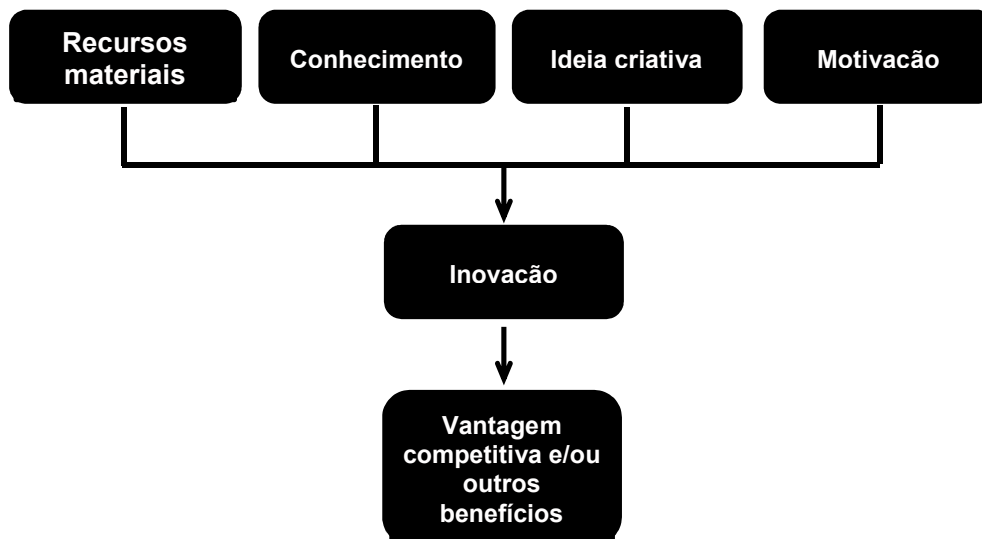 Recursos
materiais
Conhecimento
Ideia criativa
Motivacão
Inovacão
Vantagem
competitiva e/ou
outros
benefícios